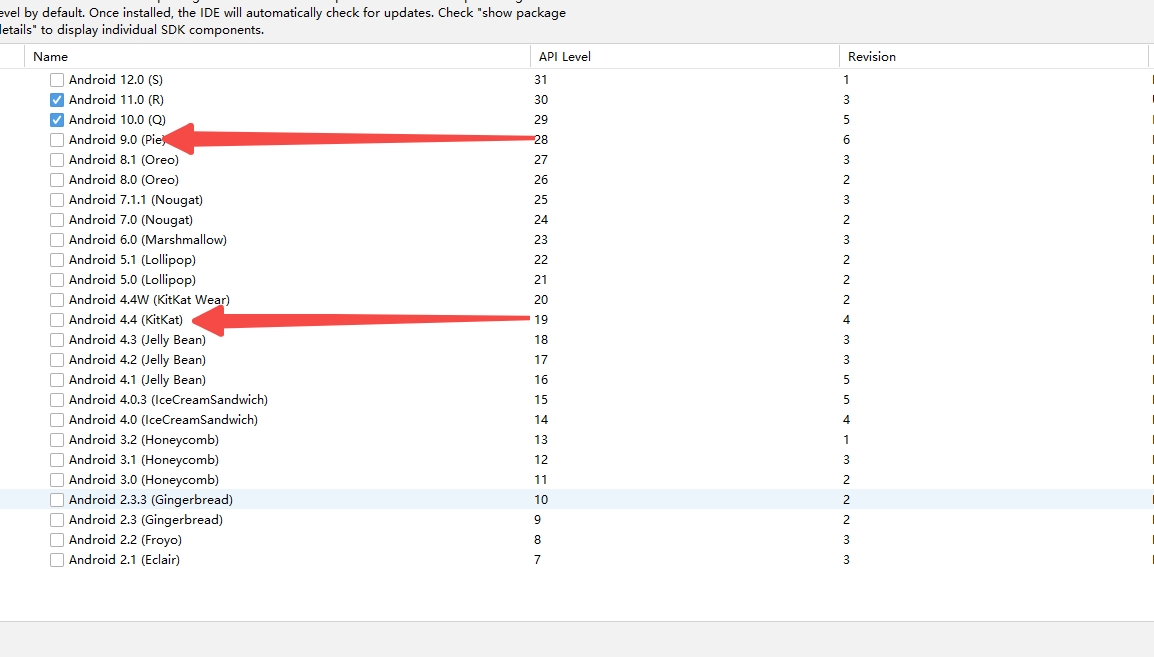 evel by default. Once installed, the IDE will automatically check for updates. Check "show package
details" to display individual SDK components.
Name API Level Revision
Android 12.0 (S) 31 1
Android 11.0 (R) 30 3
Android 10.0 (Q) 29 5
Android 9.0 (Pie) 28 6
Android 8.1 (Oreo) 27 3
Android 8.0 (Oreo) 26 2
Android 7.1.1 (Nougat) 25 3
Android 7.0 (Nougat) 24 2
Android 6.0 (Marshmallow) 23 3
Android 5.1 (Lollipop) 22 2
Android 5.0 (Lollipop) 21 2
Android 4.4W (KitKat Wear) 20 2
Android 4.4 (KitKat) 19 4
Android 4.3 (Jelly Bean) 18 3
Android 4.2 (Jelly Bean) 17 3
Android 4.1 (Jelly Bean) 16 5
Android 4.0.3 (IceCreamSandwich) 15 5
Android 4.0 (IceCreamSandwich) 14 4
Android 3.2 (Honeycomb) 13 1
Android 3.1 (Honeycomb) 12 3
Android 3.0 (Honeycomb) 11 2
Android 2.3.3 (Gingerbread) 10 2
Android 2.3 (Gingerbread) 9 2
Android 2.2 (Froyo) 8 3
Android 2.1 (Eclair) 7 3